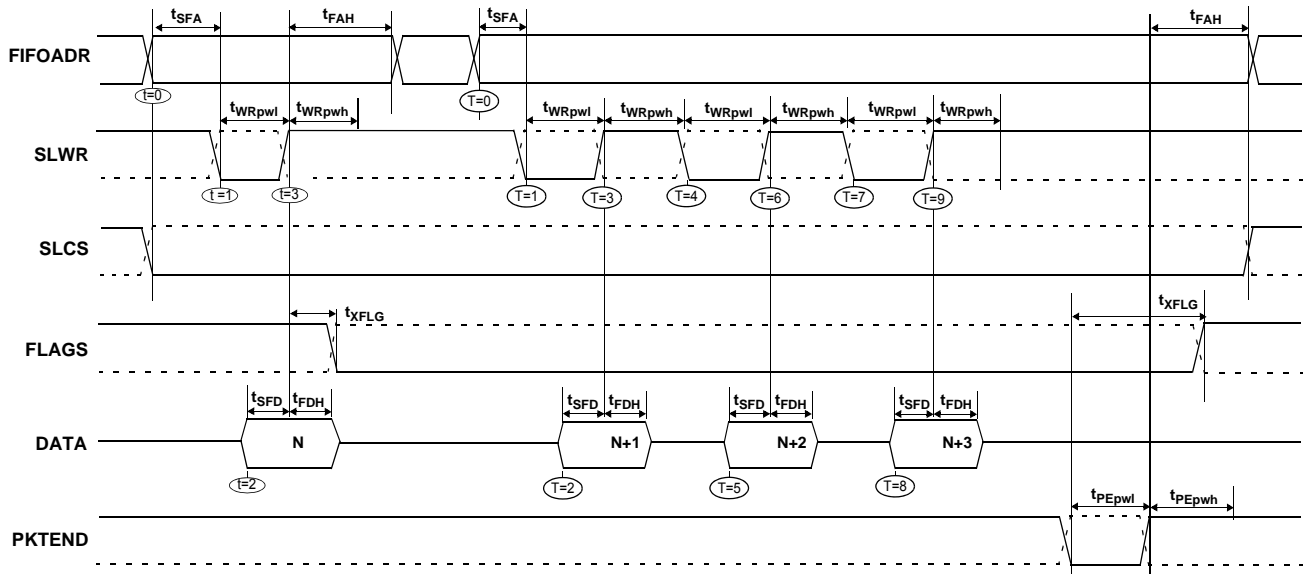 tSFA tFAH tSFA tFAH
FIFOADR
t=0 T=0
tWRpwl tWRpwh tWRpwl tWRpwh tWRpwl tWRpwh tWRpwl tWRpwh
SLWR
t =1 t=3 T=1 T=3 T=4 T=6 T=7 T=9
SLCS
tXFLG tXFLG
FLAGS
tSFD tFDH tSFD tFDH tSFD tFDH tSFD tFDH
DATA N N+1 N+2 N+3
t=2 T=2 T=5 T=8
tPEpwl tPEpwh
PKTEND